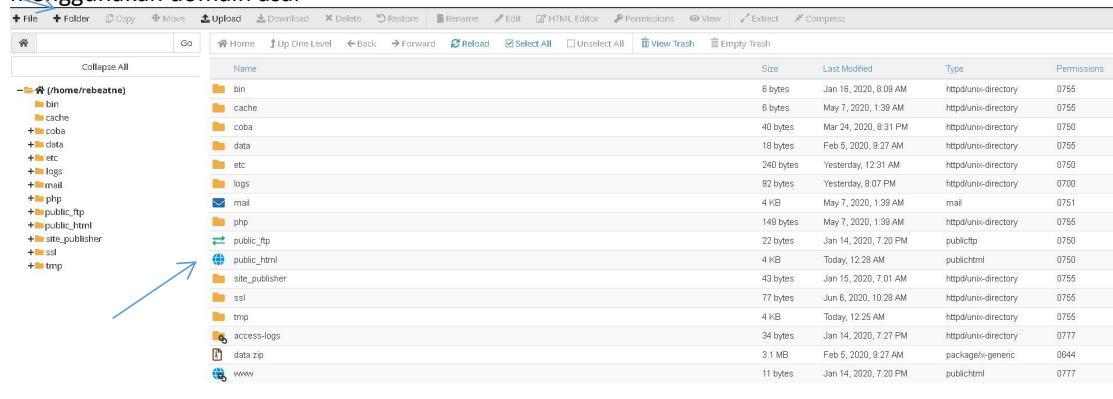 + File + Folder Copy Move Upload Download Delete Restore Rename Edit HTML Editor Permissions View Extract Compress
Go Home Up One Level Back Forward Reload Select All Unselect All View Trash Empty Trash
Collapse All
Name Size Last Modified Type Permissions
(/home/rebeatne)
bin
cache
+ coba
+ data
+ etc
+ logs
+ mail
+ php
+ public_ftp
+ public_html
+ site_publisher
+ ssl
+ tmp
bin 6 bytes Jan 16, 2020, 8:09 AM httpd/unix-directory 0755
cache 6 bytes May 7, 2020, 1:39 AM httpd/unix-directory 0755
coba 40 bytes Mar 24, 2020, 8:31 PM httpd/unix-directory 0750
data 18 bytes Feb 5, 2020, 9:27 AM httpd/unix-directory 0755
etc 240 bytes Yesterday, 12:31 AM httpd/unix-directory 0750
logs 92 bytes Yesterday, 8:07 PM httpd/unix-directory 0700
mail 4 KB May 7, 2020, 1:39 AM mail 0751
php 149 bytes May 7, 2020, 1:39 AM httpd/unix-directory 0755
public_ftp 22 bytes Jan 14, 2020, 7:20 PM publicftp 0750
public_html 4 KB Today, 12:28 AM publichtml 0750
site_publisher 43 bytes Jan 15, 2020, 7:01 AM httpd/unix-directory 0755
ssl 77 bytes Jun 6, 2020, 10:28 AM httpd/unix-directory 0755
tmp 4 KB Today, 12:25 AM httpd/unix-directory 0755
access-logs 34 bytes Jan 14, 2020, 7:27 PM httpd/unix-directory 0777
data.zip 3.1 MB Feb 5, 2020, 9:27 AM package/x-generic 0644
www 11 bytes Jan 14, 2020, 7:20 PM publichtml 0777